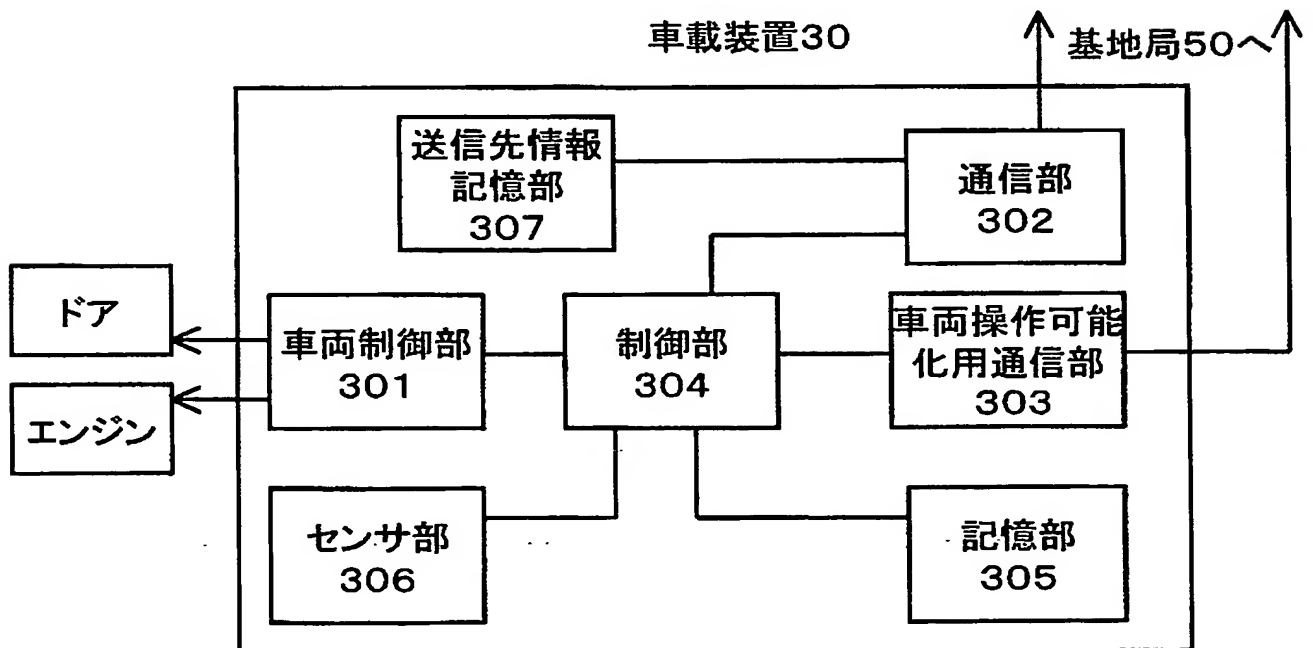 車載装置30
基地局50へ
送信先情報
記憶部
307
通信部
302
ドア
エンジン
車両制御部
301
制御部
304
車両操作可能
化用通信部
303
センサ部
306
記憶部
305